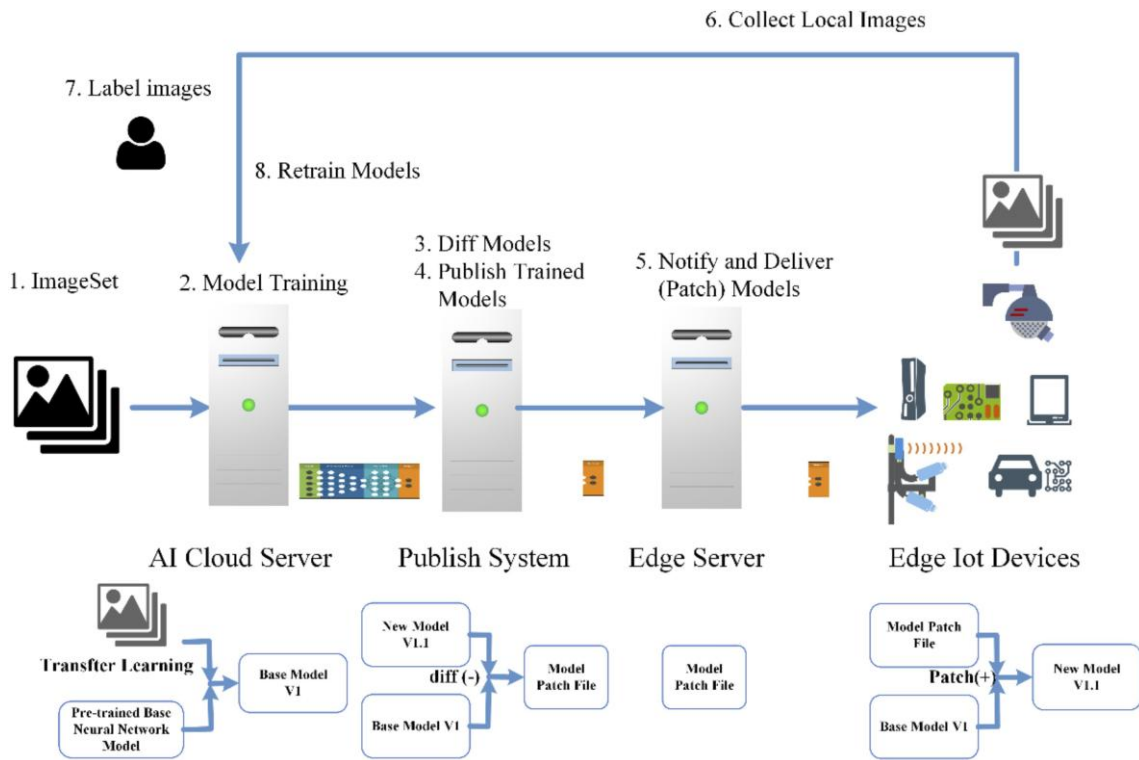 6. Collect Local Images
7. Label images
8. Retrain Models
1. ImageSet
2. Model Training
3. Diff Models
4. Publish Trained
Models
5. Notify and Deliver
(Patch) Models
AI Cloud Server
Publish System
Edge Server
Edge Iot Devices
Transfter Learning
Base Model
V1
Pre-trained Base
Neural Network
Model
New Model
V1.1
diff (-)
Base Model V1
Model
Patch File
Model
Patch File
Model Patch
File
Patch(+)
Base Model V1
New Model
V1.1